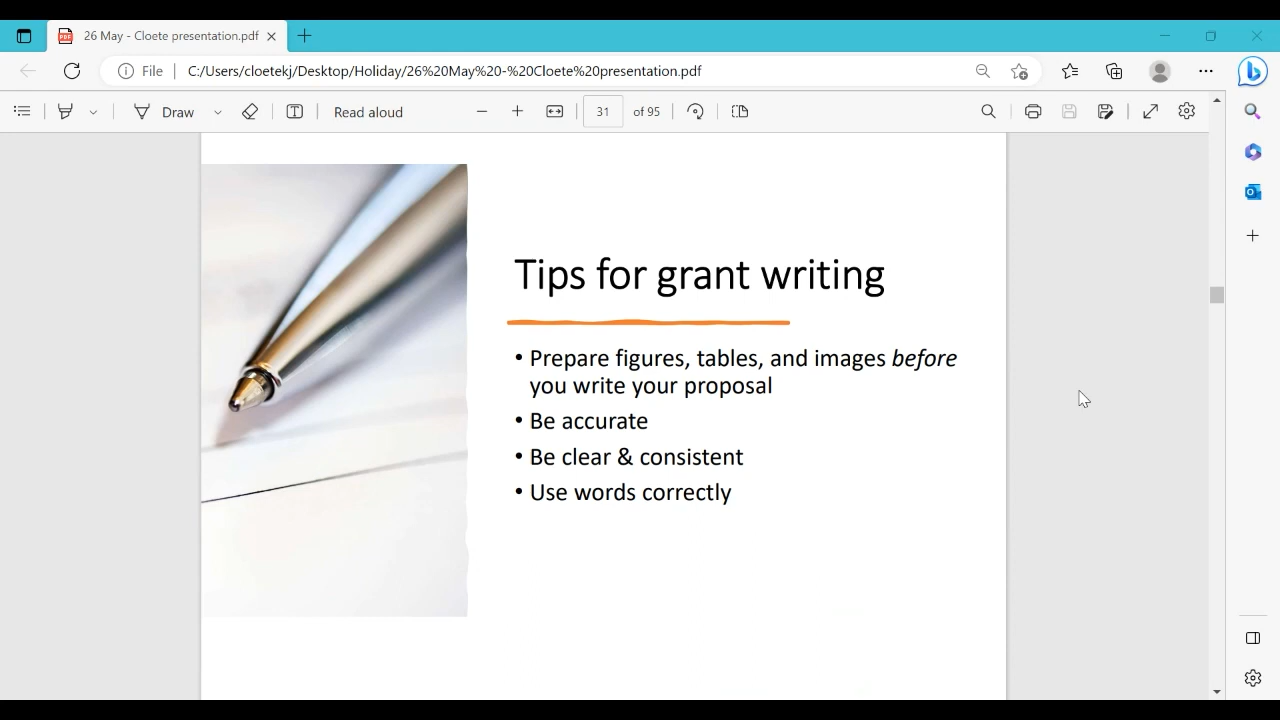 26 May - Cloete presentation.pdf
File
C:/Users/cloetekj/Desktop/Holiday/26%20May%20-%20Cloete%20presentation.pdf
Draw
Read aloud
31
of 95
Tips for grant writing
• Prepare figures, tables, and images before
you write your proposal
• Be accurate
• Be clear & consistent
• Use words correctly